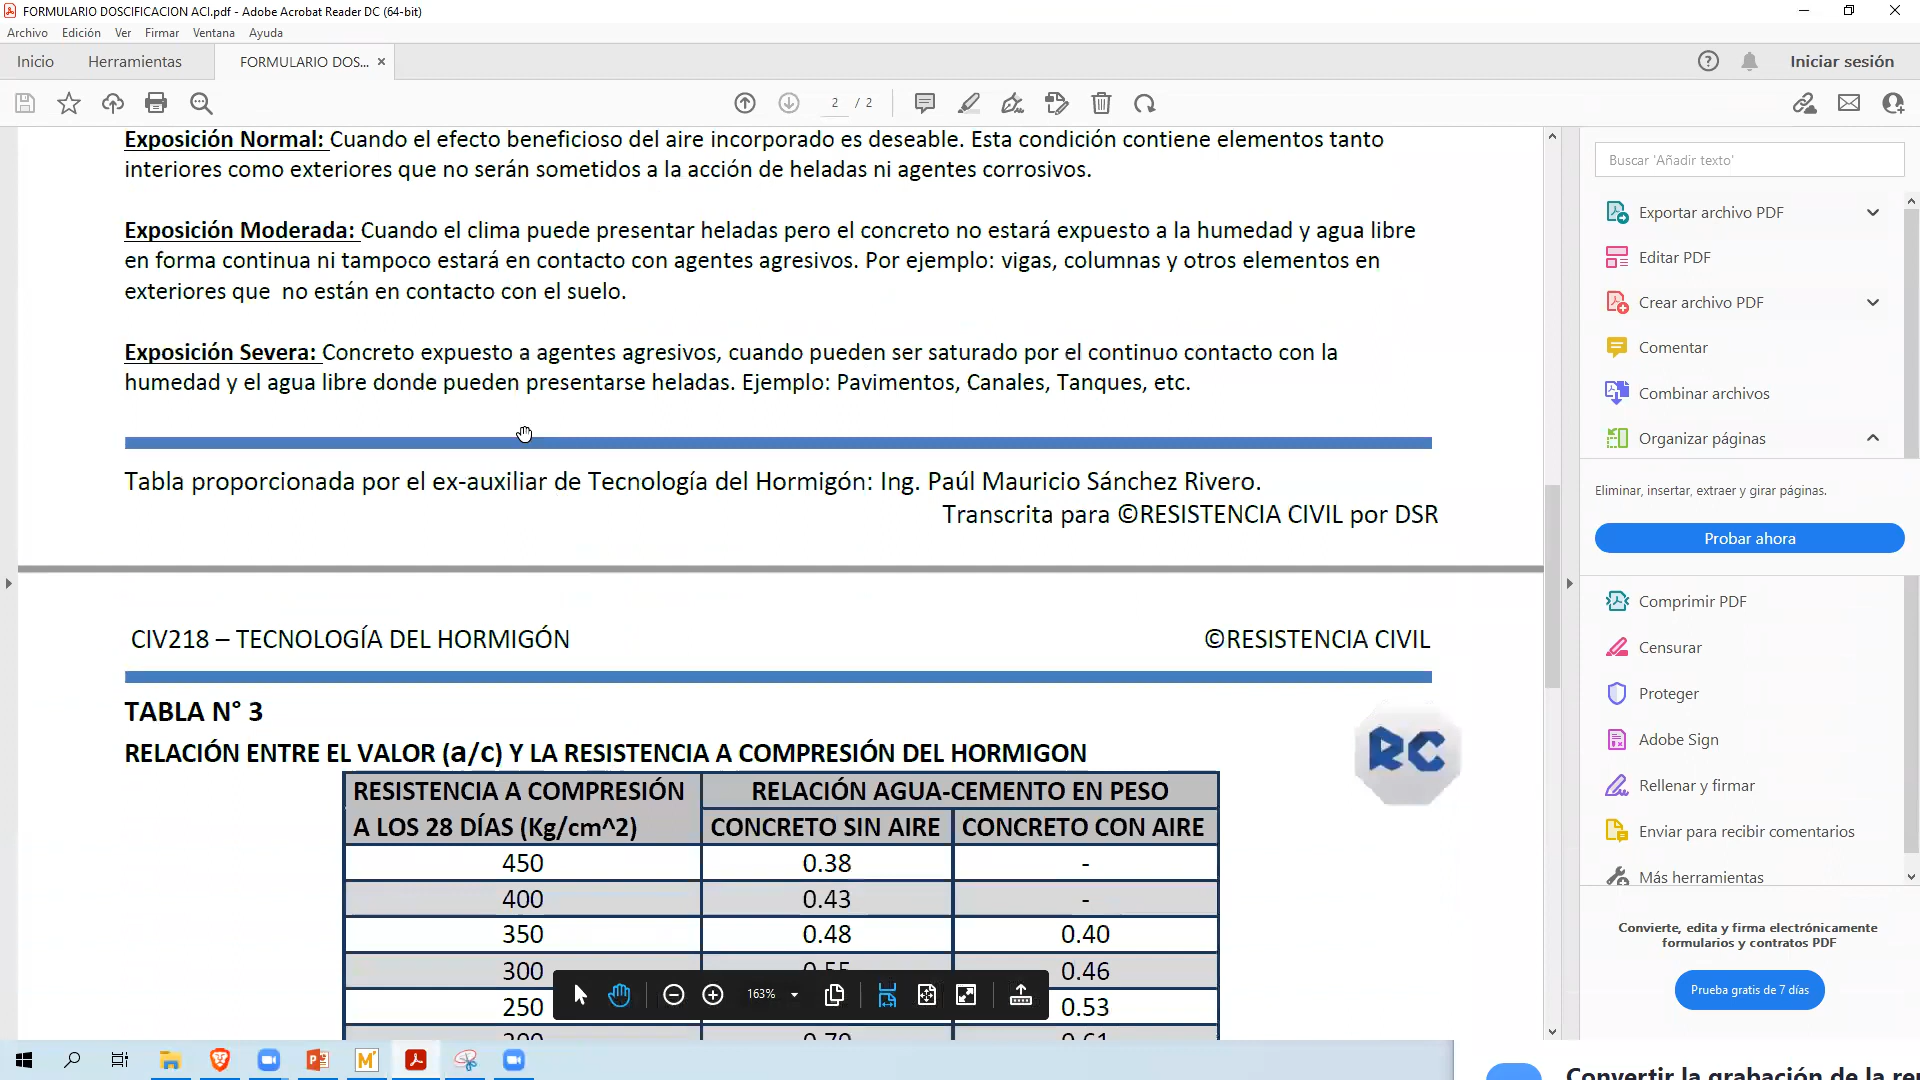 FORMULARIO DOSCIFICACION ACI.pdf - Adobe Acrobat Reader DC (64-bit)
Archivo Edición Ver Firmar Ventana Ayuda
Inicio Herramientas FORMULARIO DOS... × Iniciar sesión
2 / 2
Exposición Normal: Cuando el efecto beneficioso del aire incorporado es deseable. Esta condición contiene elementos tanto
interiores como exteriores que no serán sometidos a la acción de heladas ni agentes corrosivos.
Exposición Moderada: Cuando el clima puede presentar heladas pero el concreto no estará expuesto a la humedad y agua libre
en forma continua ni tampoco estará en contacto con agentes agresivos. Por ejemplo: vigas, columnas y otros elementos en
exteriores que no están en contacto con el suelo.
Exposición Severa: Concreto expuesto a agentes agresivos, cuando pueden ser saturado por el continuo contacto con la
humedad y el agua libre donde pueden presentarse heladas. Ejemplo: Pavimentos, Canales, Tanques, etc.
Tabla proporcionada por el ex-auxiliar de Tecnología del Hormigón: Ing. Paúl Mauricio Sánchez Rivero.
Transcrita para ©RESISTENCIA CIVIL por DSR
CIV218 – TECNOLOGÍA DEL HORMIGÓN ©RESISTENCIA CIVIL
TABLA N° 3
RC
RELACIÓN ENTRE EL VALOR (a/c) Y LA RESISTENCIA A COMPRESIÓN DEL HORMIGON
RESISTENCIA A COMPRESIÓN RELACIÓN AGUA-CEMENTO EN PESO
A LOS 28 DÍAS (Kg/cm^2) CONCRETO SIN AIRE CONCRETO CON AIRE
450 0.38 -
400 0.43 -
350 0.48 0.40
300 0.55 0.46
250 0.53
163%
Buscar 'Añadir texto'
Exportar archivo PDF
Editar PDF
Crear archivo PDF
Comentar
Combinar archivos
Organizar páginas
Eliminar, insertar, extraer y girar páginas.
Probar ahora
Comprimir PDF
Censurar
Proteger
Adobe Sign
Rellenar y firmar
Enviar para recibir comentarios
Más herramientas
Convierte, edita y firma electrónicamente
formularios y contratos PDF
Prueba gratis de 7 días
Convertir la grabación de la